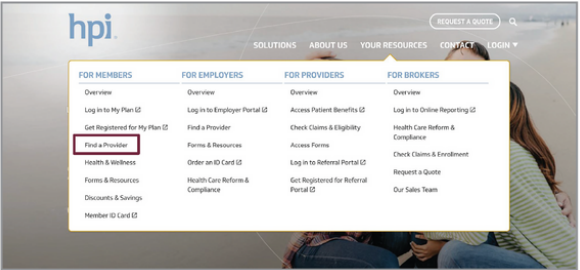 hpi.
REQUEST A QUOTE
SOLUTIONS ABOUT US YOUR RESOURCES CONTACT LOGIN
FOR MEMBERS
Overview
Log in to My Plan
Get Registered for My Plan
Find a Provider
Health & Wellness
Forms & Resources
Discounts & Savings
Member ID Card
FOR EMPLOYERS
Overview
Log in to Employer Portal
Find a Provider
Forms & Resources
Order an ID Card
Health Care Reform &
Compliance
FOR PROVIDERS
Overview
Access Patient Benefits
Check Claims & Eligibility
Access Forms
Log in to Referral Portal
Get Registered for Referral
Portal
FOR BROKERS
Overview
Log in to Online Reporting
Health Care Reform &
Compliance
Check Claims & Enrollment
Request a Quote
Our Sales Team